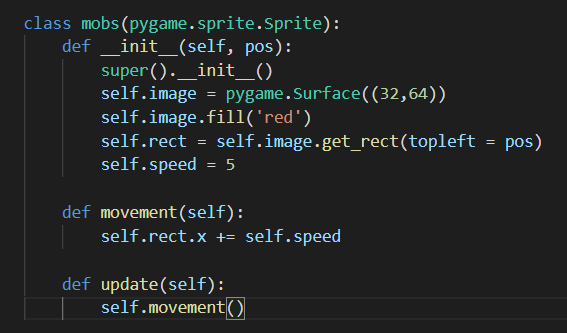 class mobs(pygame.sprite.Sprite):
    def __init__(self, pos):
        super().__init__()
        self.image = pygame.Surface((32,64))
        self.image.fill('red')
        self.rect = self.image.get_rect(topleft = pos)
        self.speed = 5

    def movement(self):
        self.rect.x += self.speed

    def update(self):
        self.movement()